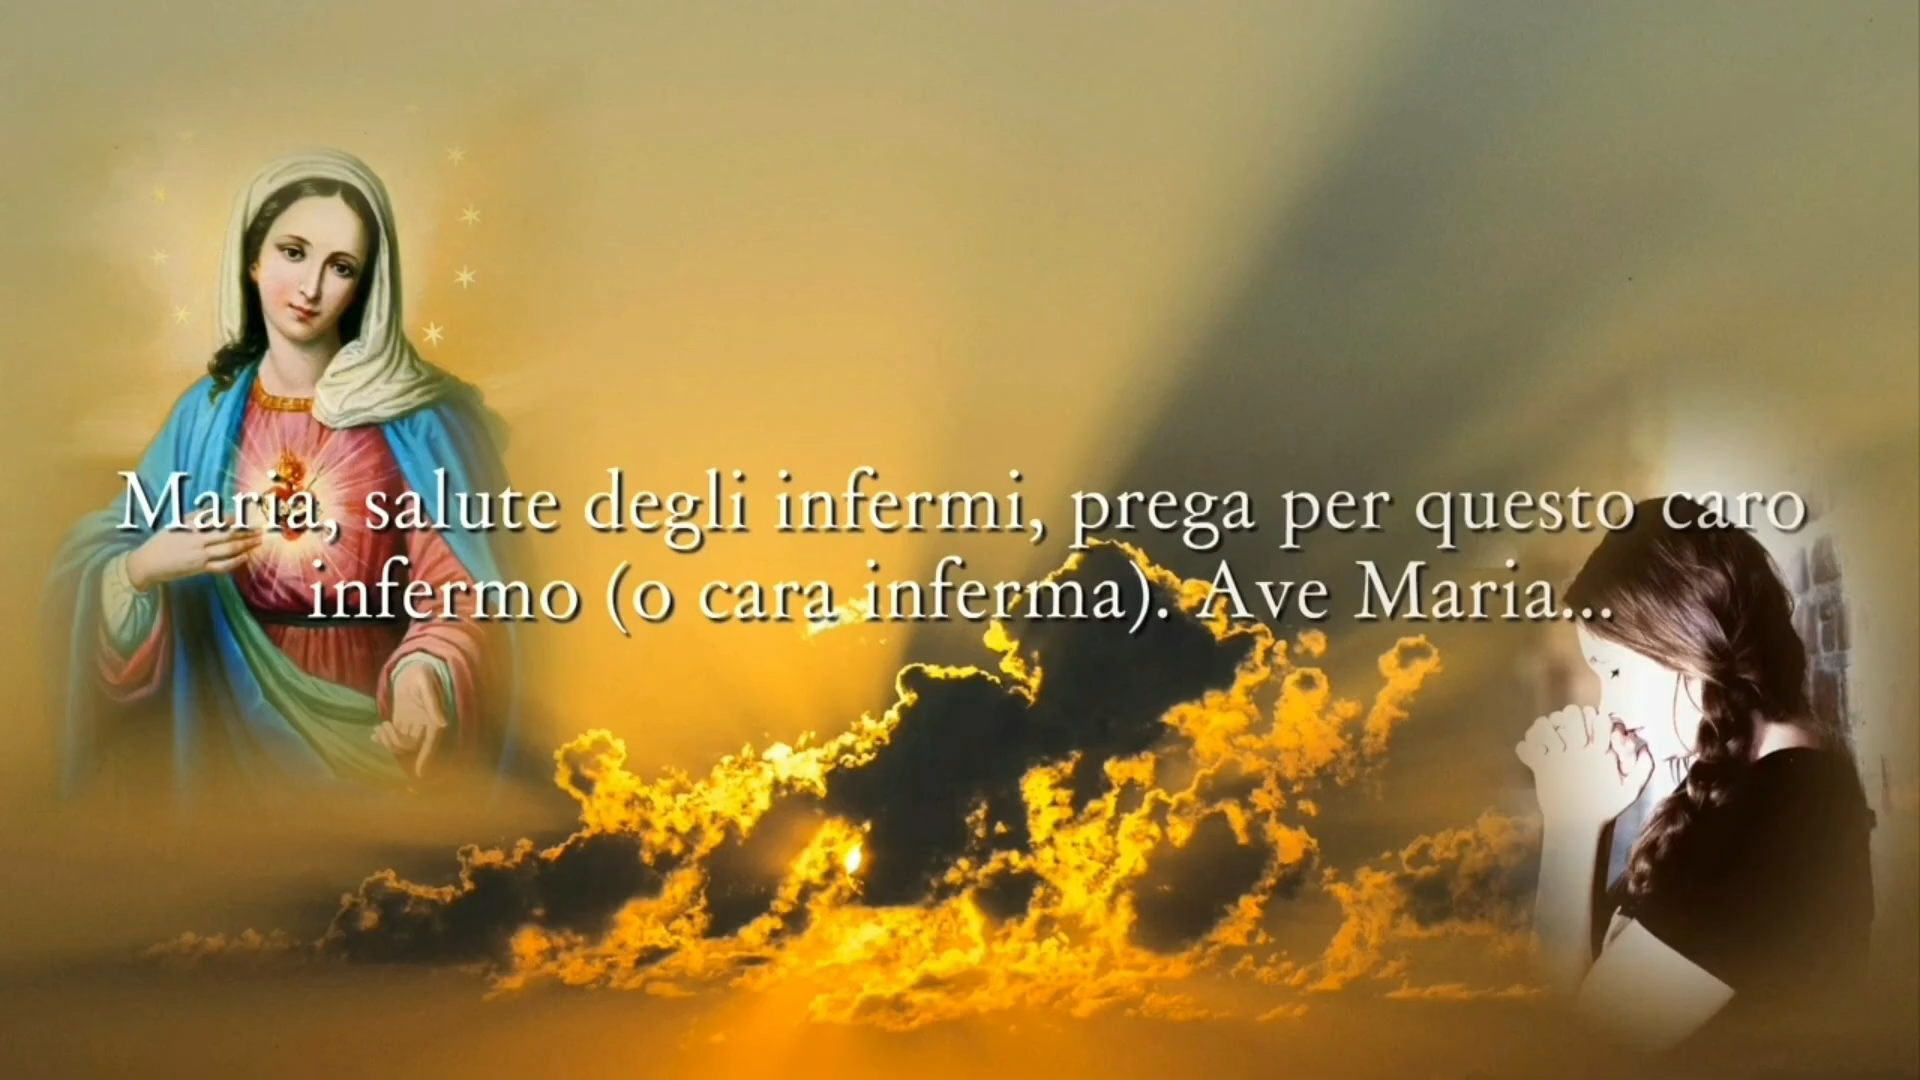 Maria, salute degli infermi, prega per questo caro
infermo (o cara inferma). Ave Maria...